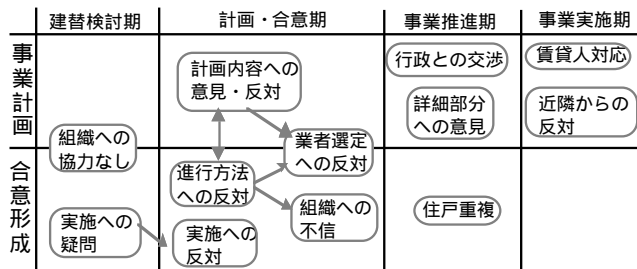 建替検討期
計画・合意期
事業推進期
事業実施期
事業計画
計画内容への
意見・反対
行政との交渉
賃貸人対応
詳細部分
への意見
近隣からの
反対
組織への
協力なし
業者選定
への反対
合意形成
進行方法
への反対
組織への
不信
住戸重複
実施への
疑問
実施への
反対